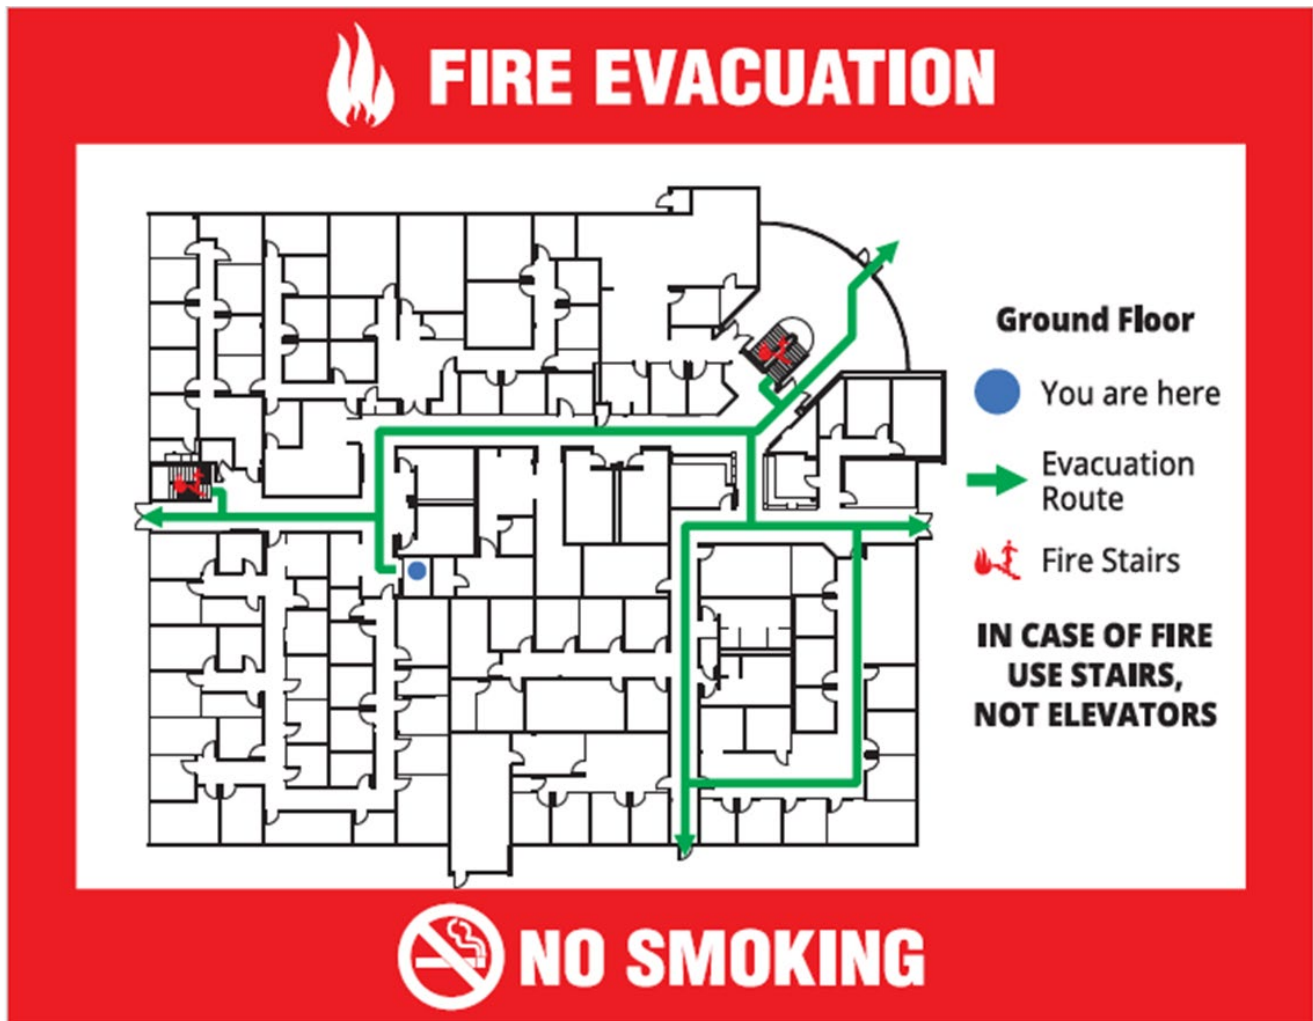 FIRE EVACUATION
Ground Floor
You are here
Evacuation
Route
Fire Stairs
IN CASE OF FIRE
USE STAIRS,
NOT ELEVATORS
NO SMOKING